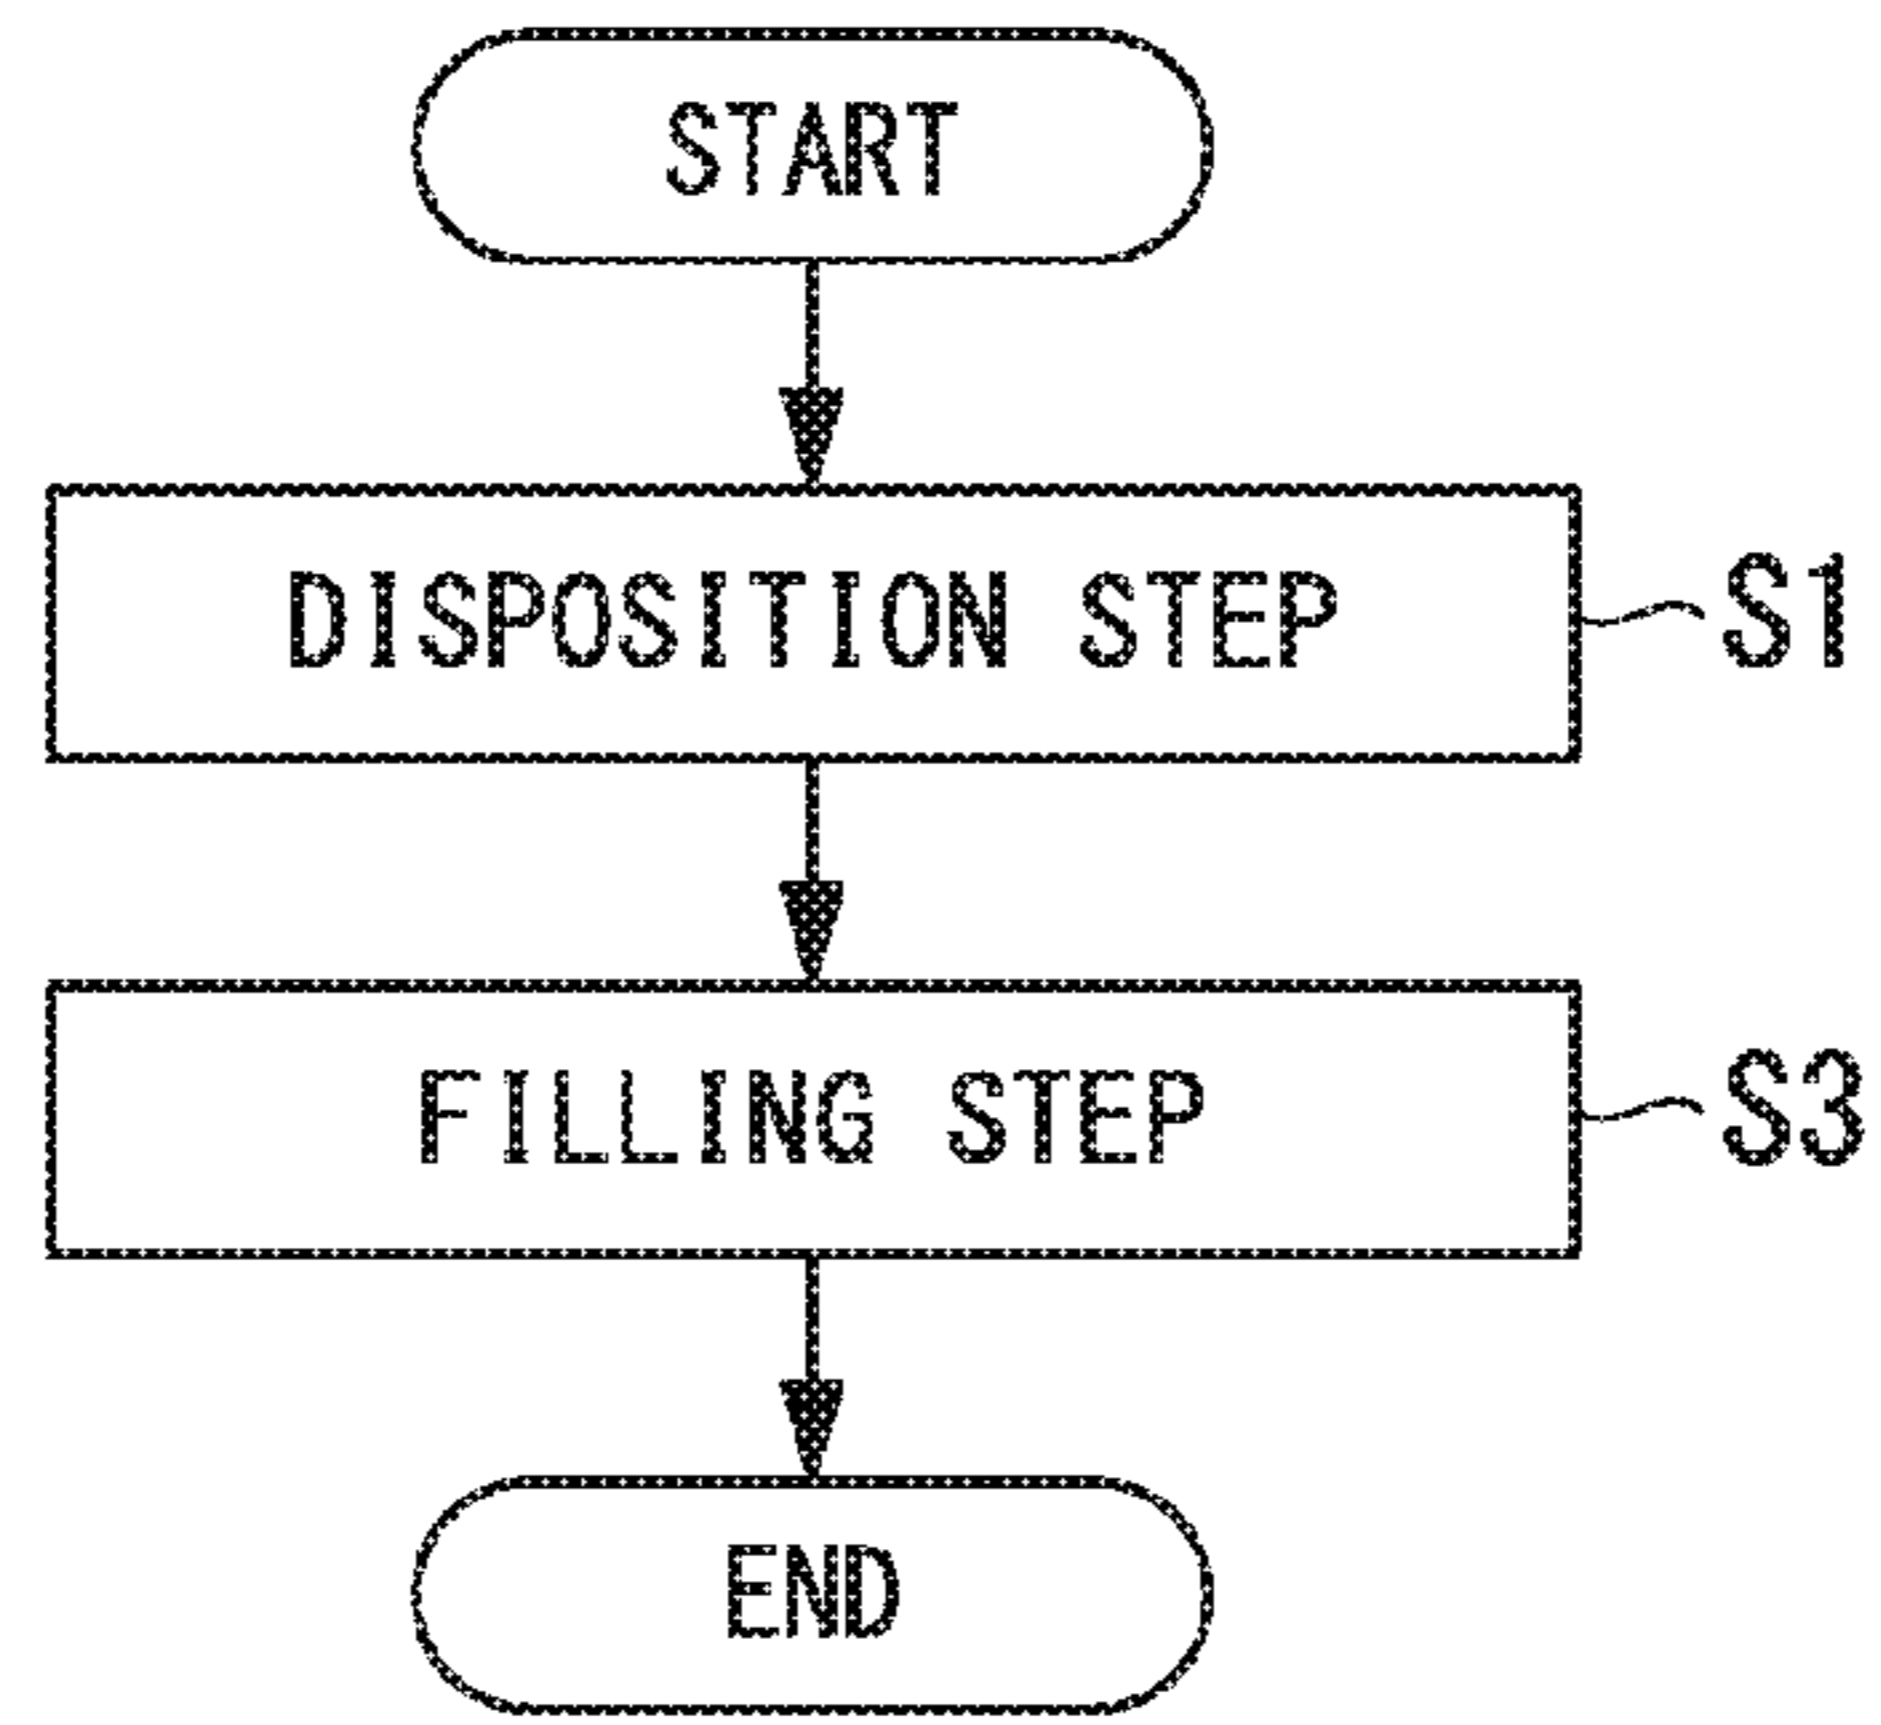 START
DISPOSITION STEP
S1
FILLING STEP
S3
END